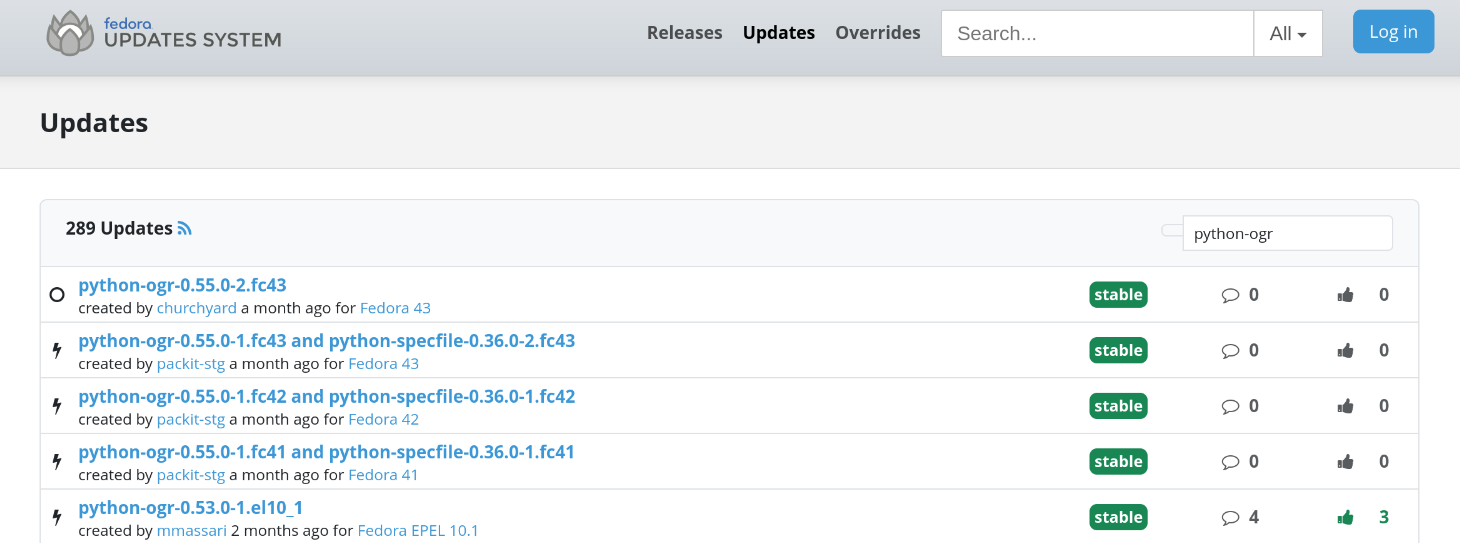 fedora
UPDATES SYSTEM
Releases Updates Overrides Search... All Log in
Updates
289 Updates python-ogr
python-ogr-0.55.0-2.fc43
created by churchyard a month ago for Fedora 43 stable 0 0
python-ogr-0.55.0-1.fc43 and python-specfile-0.36.0-2.fc43
created by packit-stg a month ago for Fedora 43 stable 0 0
python-ogr-0.55.0-1.fc42 and python-specfile-0.36.0-1.fc42
created by packit-stg a month ago for Fedora 42 stable 0 0
python-ogr-0.55.0-1.fc41 and python-specfile-0.36.0-1.fc41
created by packit-stg a month ago for Fedora 41 stable 0 0
python-ogr-0.53.0-1.el10_1
created by mmassari 2 months ago for Fedora EPEL 10.1 stable 4 3